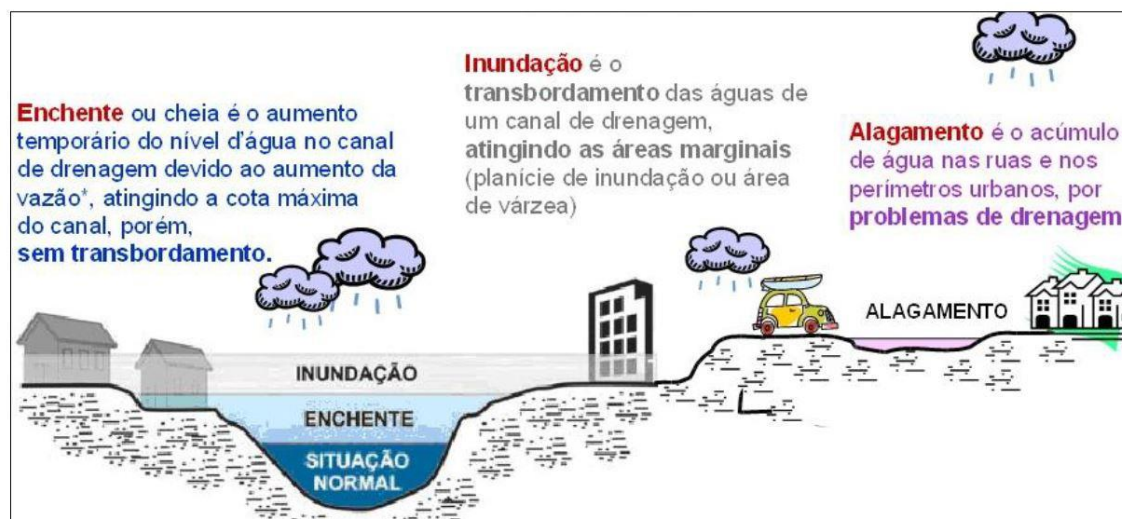 Enchente ou cheia é o aumento
temporário do nível d'água no canal
de drenagem devido ao aumento da
vazão*, atingindo a cota máxima
do canal, porém,
sem transbordamento.
Inundação é o
transbordamento das águas de
um canal de drenagem,
atingindo as áreas marginais
(planície de inundação ou área
de várzea)
Alagamento é o acúmulo
de água nas ruas e nos
perímetros urbanos, por
problemas de drenagem
ALAGAMENTO
INUNDAÇÃO
ENCHENTE
SITUAÇÃO
NORMAL